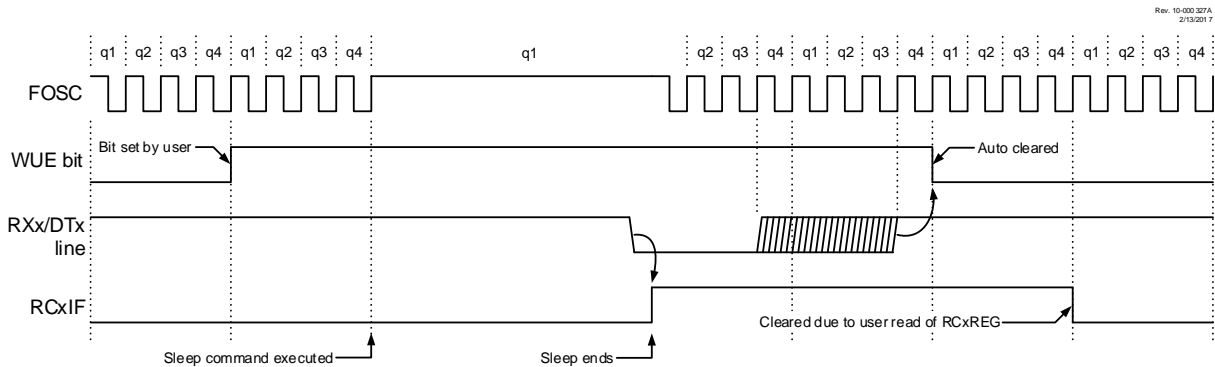 Rev. 10-000327A
2/13/2017
q1 q2 q3 q4 q1 q2 q3 q4 q1 q2 q3 q4 q1 q2 q3 q4 q1 q2 q3 q4 q1 q2 q3 q4
FOSC
Bit set by user
Auto cleared
WUE bit
RXx/DTx
line
RCxIF
Cleared due to user read of RCxREG
Sleep command executed
Sleep ends